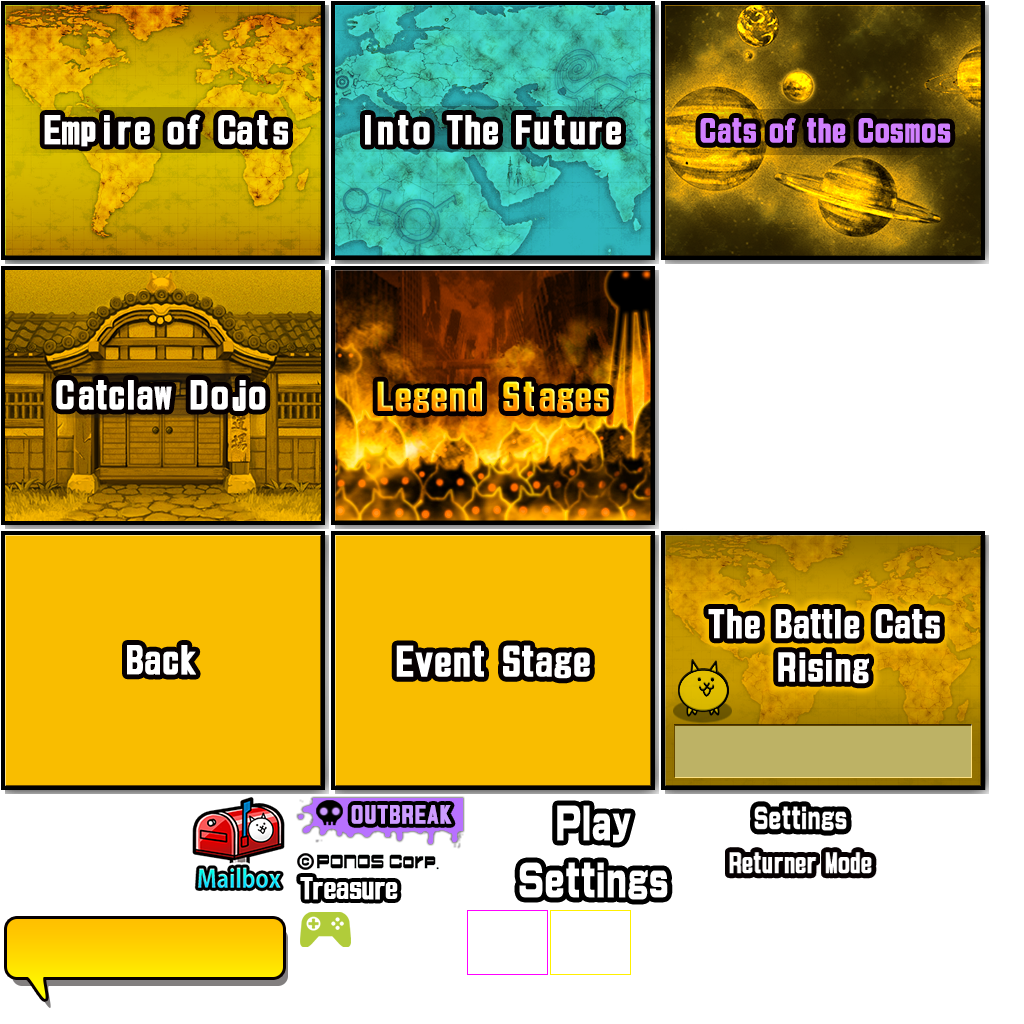 Empire of Cats
Into The Future
Cats of the Cosmos
Catclaw Dojo
Legend Stages
Back
Event Stage
The Battle Cats
Rising
Mailbox
OUTBREAK
© PONOS Corp.
Treasure
Play
Settings
Settings
Returner Mode